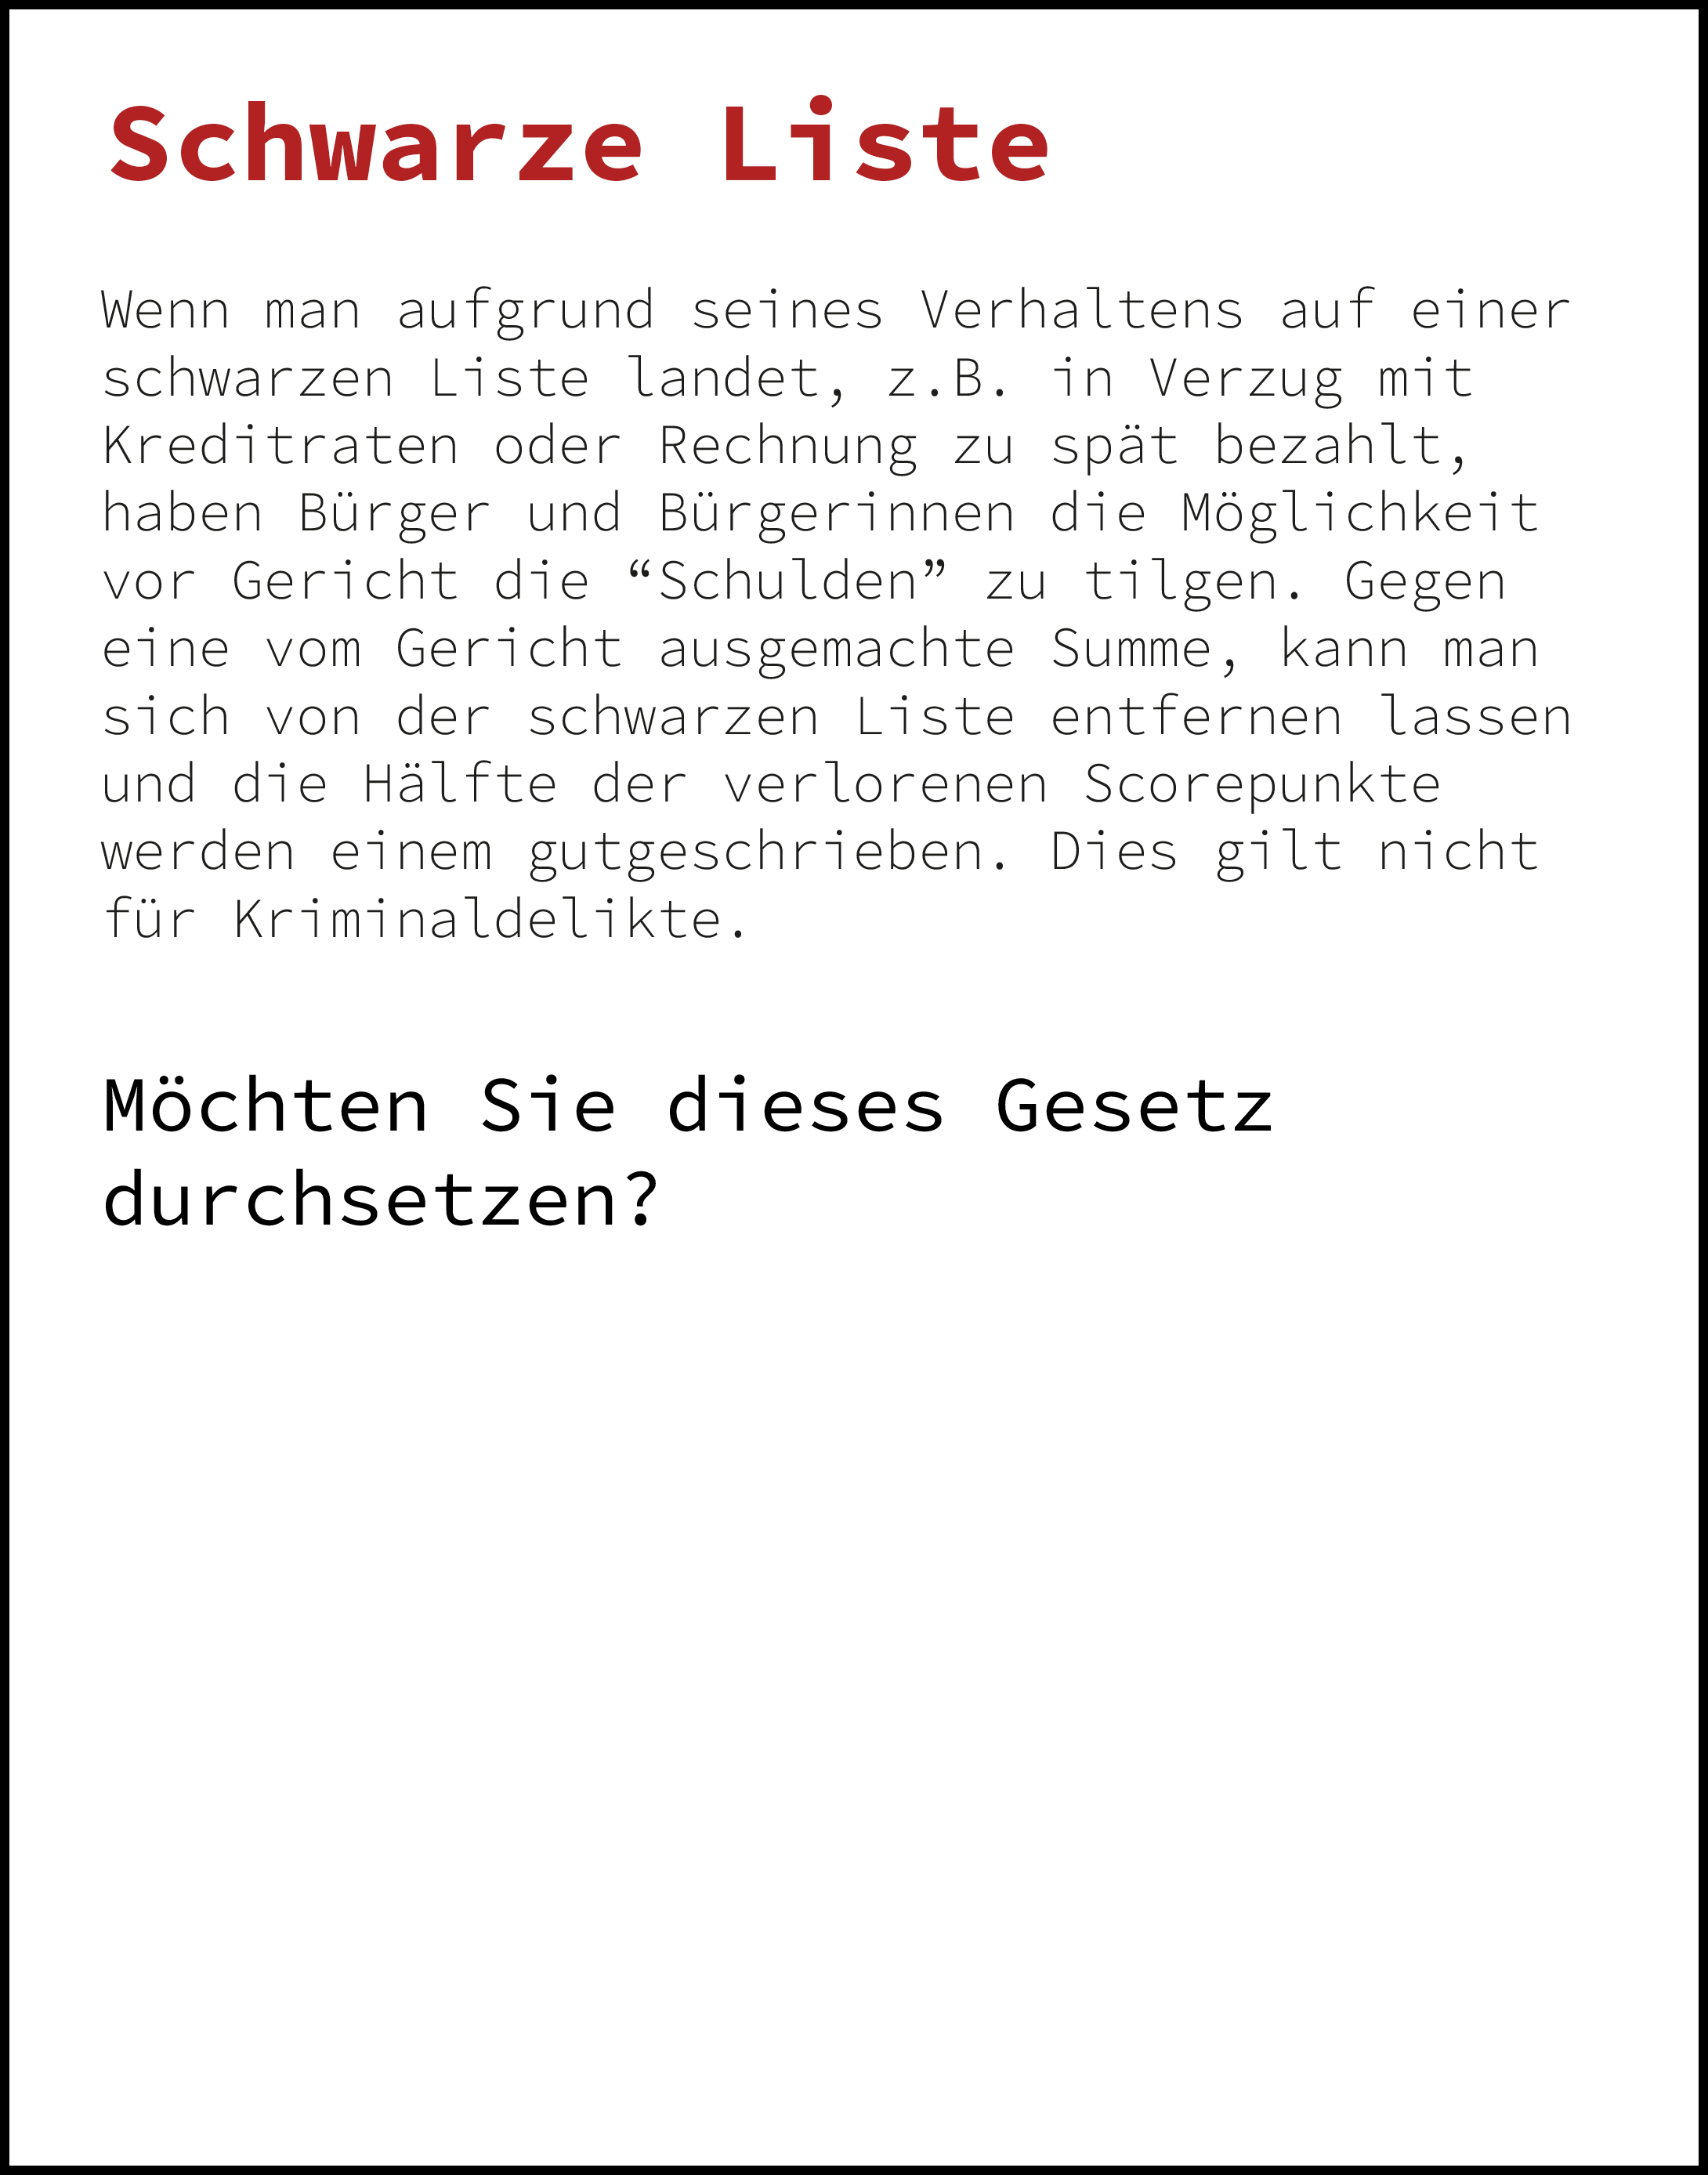 Schwarze Liste
Wenn man aufgrund seines Verhaltens auf einer
schwarzen Liste landet, z.B. in Verzug mit
Kreditraten oder Rechnung zu spät bezahlt,
haben Bürger und Bürgerinnen die Möglichkeit
vor Gericht die “Schulden” zu tilgen. Gegen
eine vom Gericht ausgemachte Summe, kann man
sich von der schwarzen Liste entfernen lassen
und die Hälfte der verlorenen Scorepunkte
werden einem gutgeschrieben. Dies gilt nicht
für Kriminaldelikte.
Möchten Sie dieses Gesetz
durchsetzen?